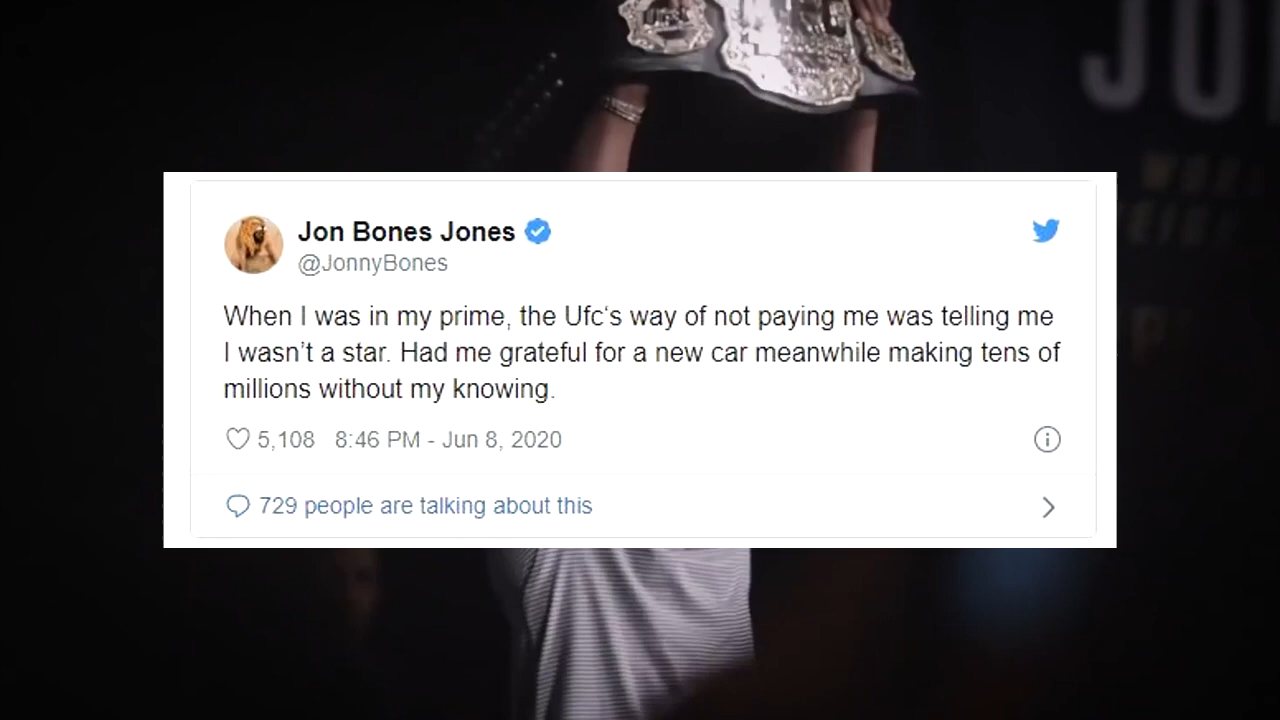 UFC
JO
Jon Bones Jones
@JonnyBones
When I was in my prime, the Ufc‘s way of not paying me was telling me
I wasn’t a star. Had me grateful for a new car meanwhile making tens of
millions without my knowing.
5,108 8:46 PM - Jun 8, 2020
729 people are talking about this